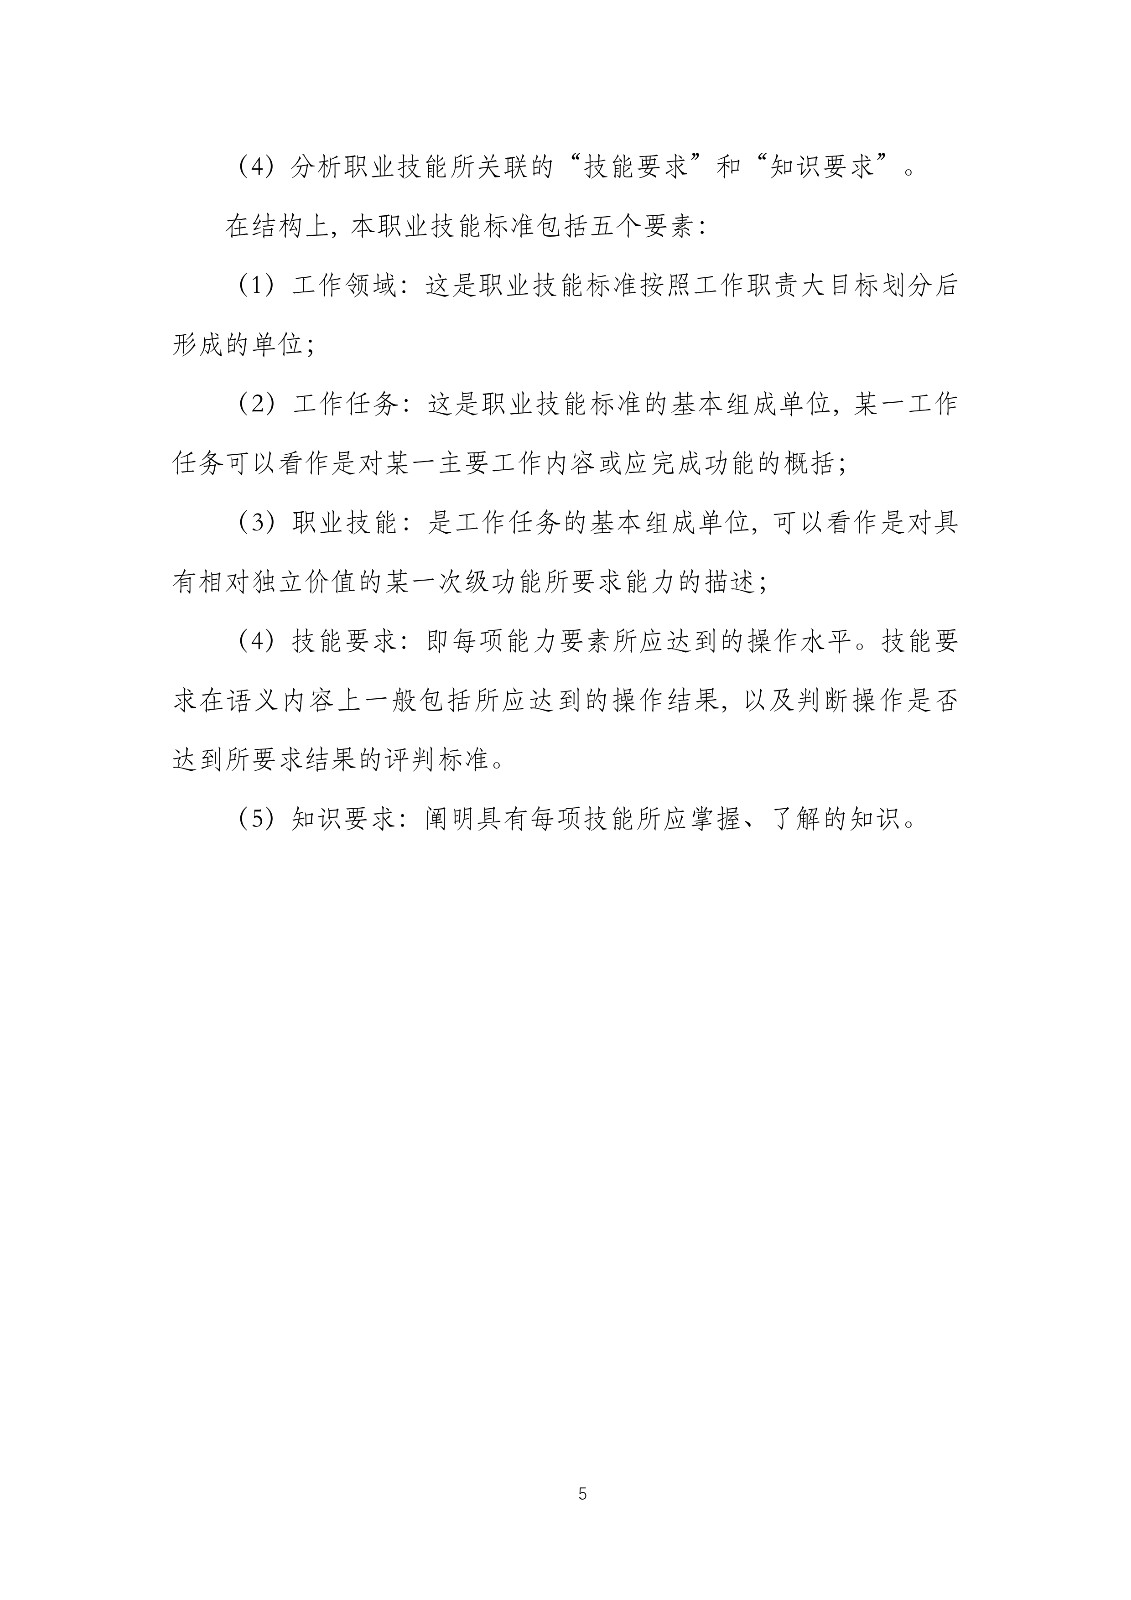 （4）分析职业技能所关联的“技能要求”和“知识要求”。
在结构上，本职业技能标准包括五个要素：
（1）工作领域：这是职业技能标准按照工作职责大目标划分后
形成的单位；
（2）工作任务：这是职业技能标准的基本组成单位，某一工作
任务可以看作是对某一主要工作内容或应完成功能的概括；
（3）职业技能：是工作任务的基本组成单位，可以看作是对具
有相对独立价值的某一次级功能所要求能力的描述；
（4）技能要求：即每项能力要素所应达到的操作水平。技能要
求在语义内容上一般包括所应达到的操作结果，以及判断操作是否
达到所要求结果的评判标准。
（5）知识要求：阐明具有每项技能所应掌握、了解的知识。
5